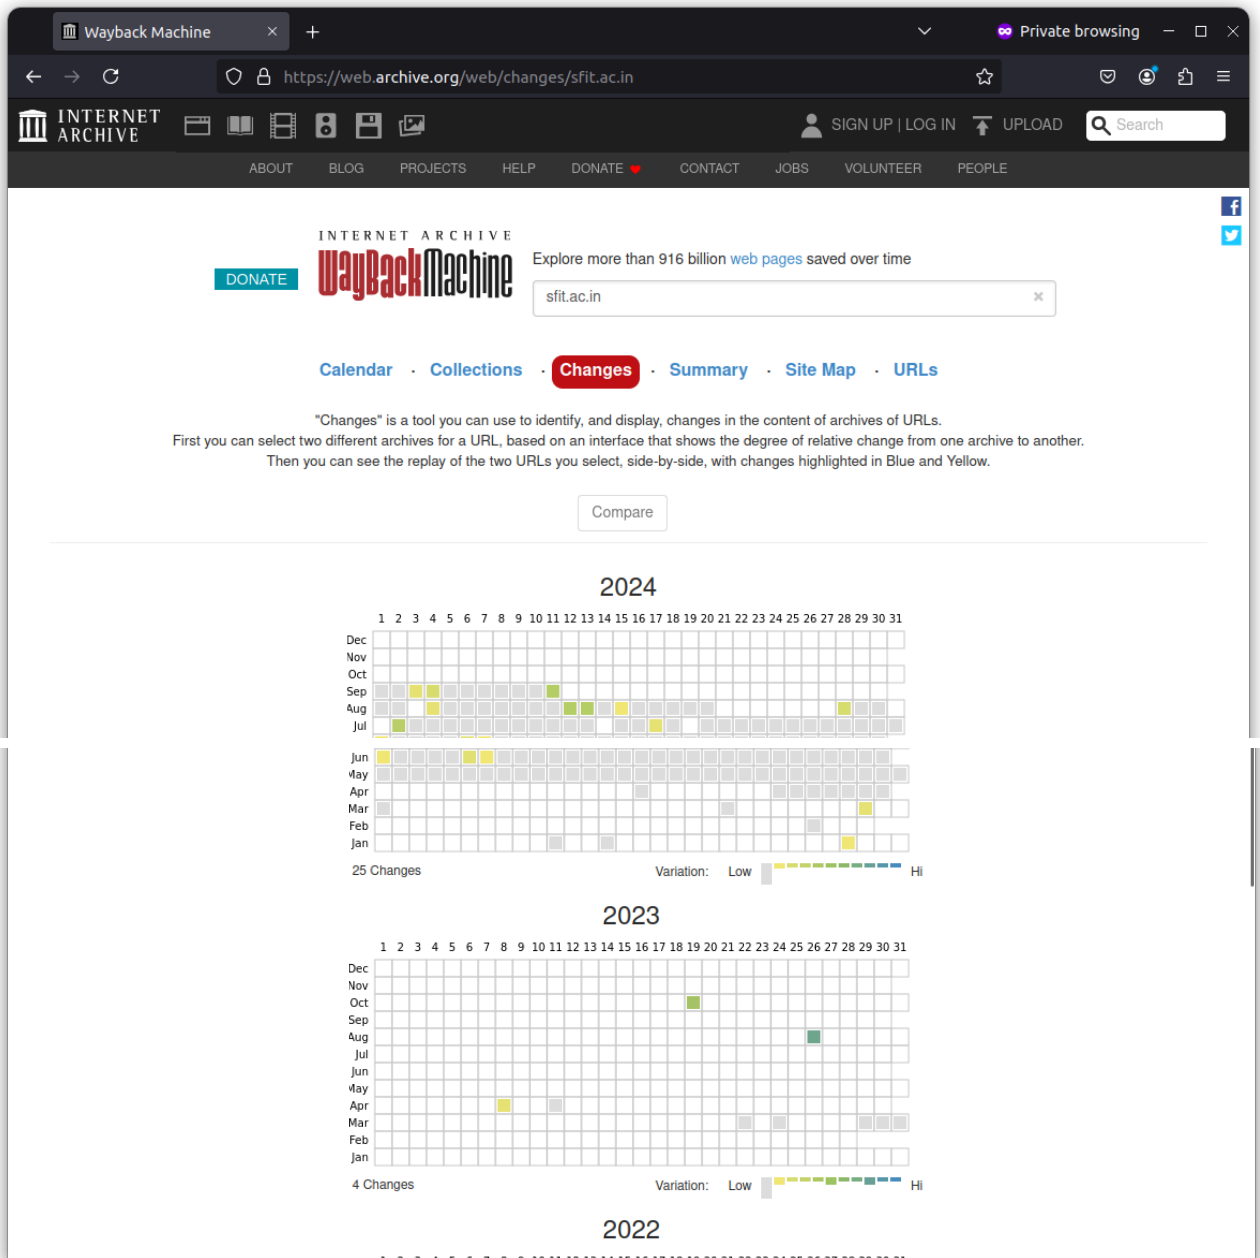 Wayback Machine
Private browsing
https://web.archive.org/web/changes/sfit.ac.in
INTERNET
ARCHIVE
SIGN UP | LOG IN
UPLOAD
Search
ABOUT BLOG PROJECTS HELP DONATE CONTACT JOBS VOLUNTEER PEOPLE
DONATE
INTERNET ARCHIVE
WayBackMachine
Explore more than 916 billion web pages saved over time
sfit.ac.in
Calendar · Collections · Changes · Summary · Site Map · URLs
"Changes" is a tool you can use to identify, and display, changes in the content of archives of URLs.
First you can select two different archives for a URL, based on an interface that shows the degree of relative change from one archive to another.
Then you can see the replay of the two URLs you select, side-by-side, with changes highlighted in Blue and Yellow.
Compare
2024
1 2 3 4 5 6 7 8 9 10 11 12 13 14 15 16 17 18 19 20 21 22 23 24 25 26 27 28 29 30 31
Dec
Nov
Oct
Sep
Aug
Jul
Jun
May
Apr
Mar
Feb
Jan
25 Changes Variation: Low Hi
2023
1 2 3 4 5 6 7 8 9 10 11 12 13 14 15 16 17 18 19 20 21 22 23 24 25 26 27 28 29 30 31
Dec
Nov
Oct
Sep
Aug
Jul
Jun
May
Apr
Mar
Feb
Jan
4 Changes Variation: Low Hi
2022